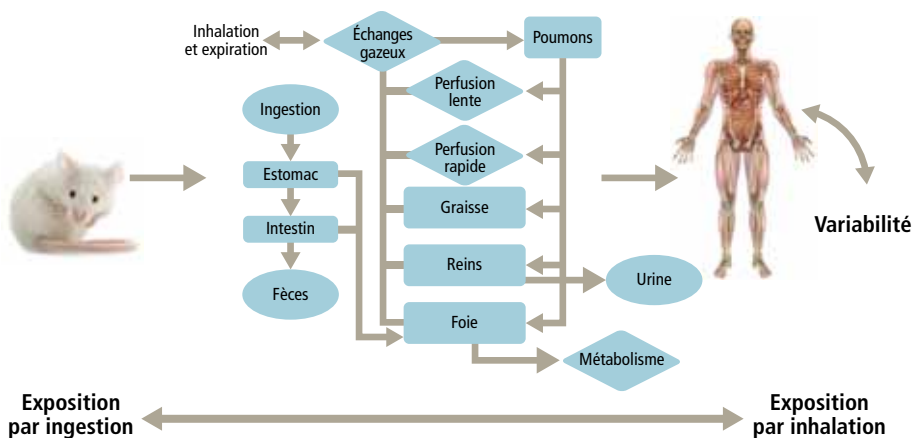 Inhalation
et expiration
Échanges
gazeux
Poumons
Perfusion
lente
Ingestion
Perfusion
rapide
Estomac
Graisse
Intestin
Variabilité
Reins
Urine
Fèces
Foie
Métabolisme
Exposition
par ingestion
Exposition
par inhalation